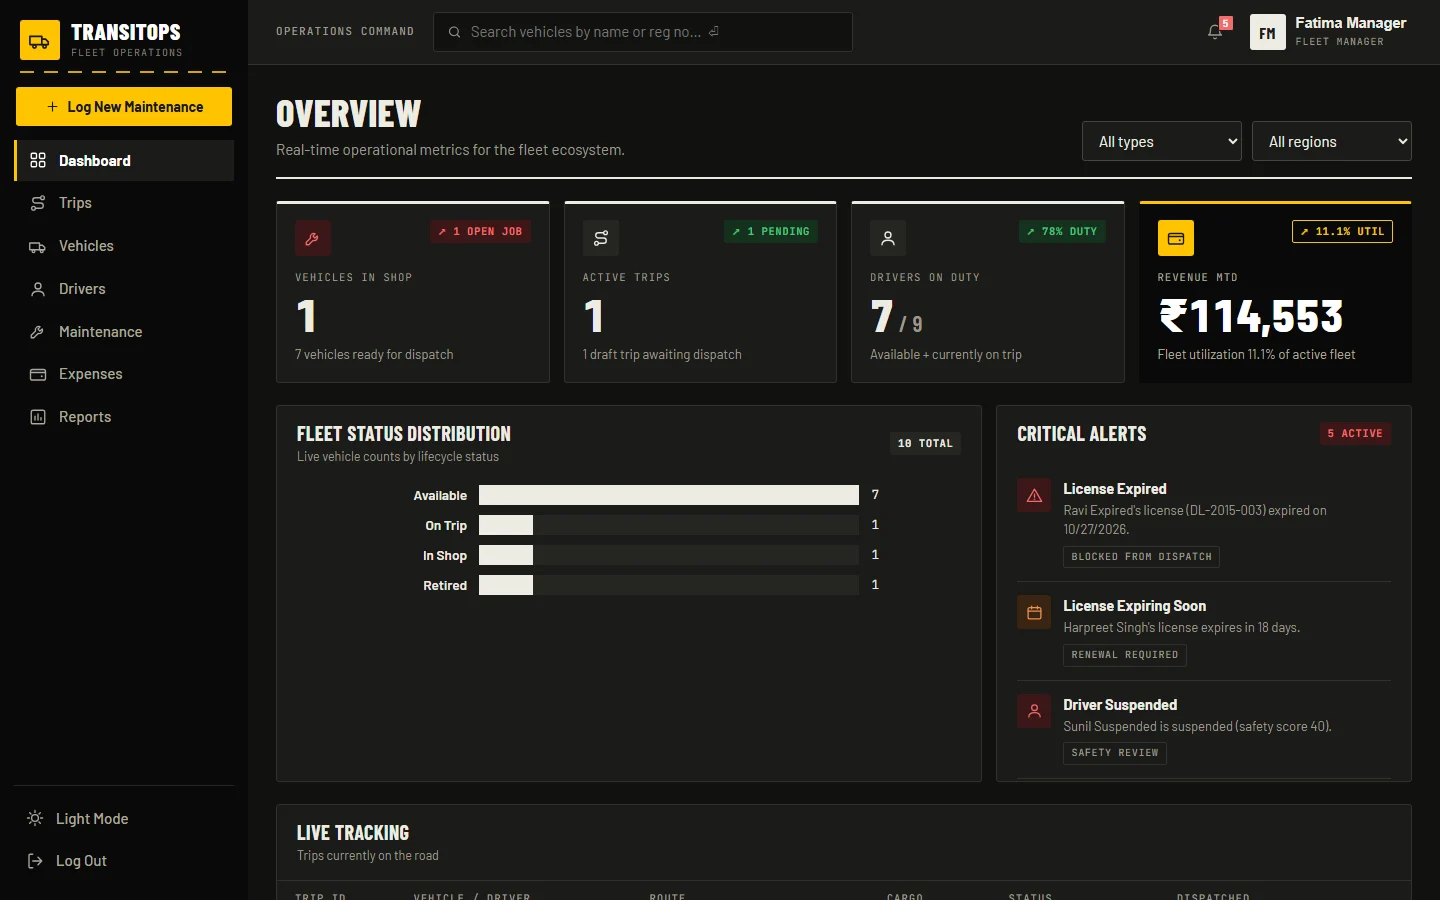 TRANSITOPS
FLEET OPERATIONS
Log New Maintenance
Dashboard
Trips
Vehicles
Drivers
Maintenance
Expenses
Reports
Light Mode
Log Out
OPERATIONS COMMAND
Search vehicles by name or reg no... ⏎
5
FM
Fatima Manager
FLEET MANAGER
OVERVIEW
Real-time operational metrics for the fleet ecosystem.
All types
All regions
↗ 1 OPEN JOB
VEHICLES IN SHOP
1
7 vehicles ready for dispatch
↗ 1 PENDING
ACTIVE TRIPS
1
1 draft trip awaiting dispatch
↗ 78% DUTY
DRIVERS ON DUTY
7 / 9
Available + currently on trip
↗ 11.1% UTIL
REVENUE MTD
₹114,553
Fleet utilization 11.1% of active fleet
FLEET STATUS DISTRIBUTION
Live vehicle counts by lifecycle status
10 TOTAL
Available 7
On Trip 1
In Shop 1
Retired 1
CRITICAL ALERTS
5 ACTIVE
License Expired
Ravi Expired's license (DL-2015-003) expired on
10/27/2026.
BLOCKED FROM DISPATCH
License Expiring Soon
Harpreet Singh's license expires in 18 days.
RENEWAL REQUIRED
Driver Suspended
Sunil Suspended is suspended (safety score 40).
SAFETY REVIEW
LIVE TRACKING
Trips currently on the road
TRIP ID VEHICLE / DRIVER ROUTE CARGO STATUS DISPATCHED